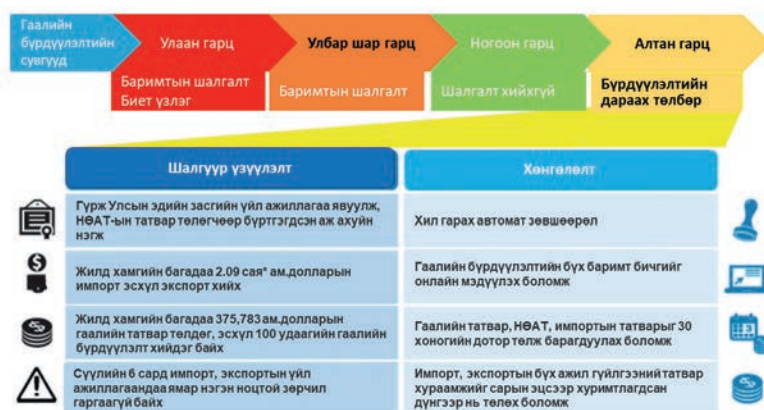 Гаалийн
бүрдүүлэлтийн
сувгууд
Улаан гарц
Улбар шар гарц
Ногоон гарц
Алтан гарц
Баримтын шалгалт
Биет үзлэг
Баримтын шалгалт
Шалгалт хийхгүй
Бүрдүүлэлтийн
дараах төлбөр
Шалгуур үзүүлэлт
Хөнгөлөлт
Гүрж Улсын эдийн засгийн үйл ажиллагаа явуулж,
НӨАТ-ын татвар төлөгчөөр бүртгэгдсэн аж ахуйн
нэгж
Хил гарах автомат зөвшөөрөл
Жилд хамгийн багадаа 2.09 сая* ам.долларын
импорт эсхүл экспорт хийх
Гаалийн бүрдүүлэлтийн бүх баримт бичгийг
онлайн мэдүүлэх боломж
Жилд хамгийн багадаа 375,783 ам.долларын
гаалийн татвар төлдөг, эсхүл 100 удаагийн гаалийн
бүрдүүлэлт хийдэг байх
Гаалийн татвар, НӨАТ, импортын татварыг 30
хоногийн дотор төлж барагдуулах боломж
Сүүлийн 6 сард импорт, экспортын үйл
ажиллагаандаа ямар нэгэн ноцтой зөрчил
гаргаагүй байх
Импорт, экспортын бүх ажил гүйлгээний татвар
хураамжийг сарын эцсээр хуримтлагдсан
дүнгээр нь төлөх боломж